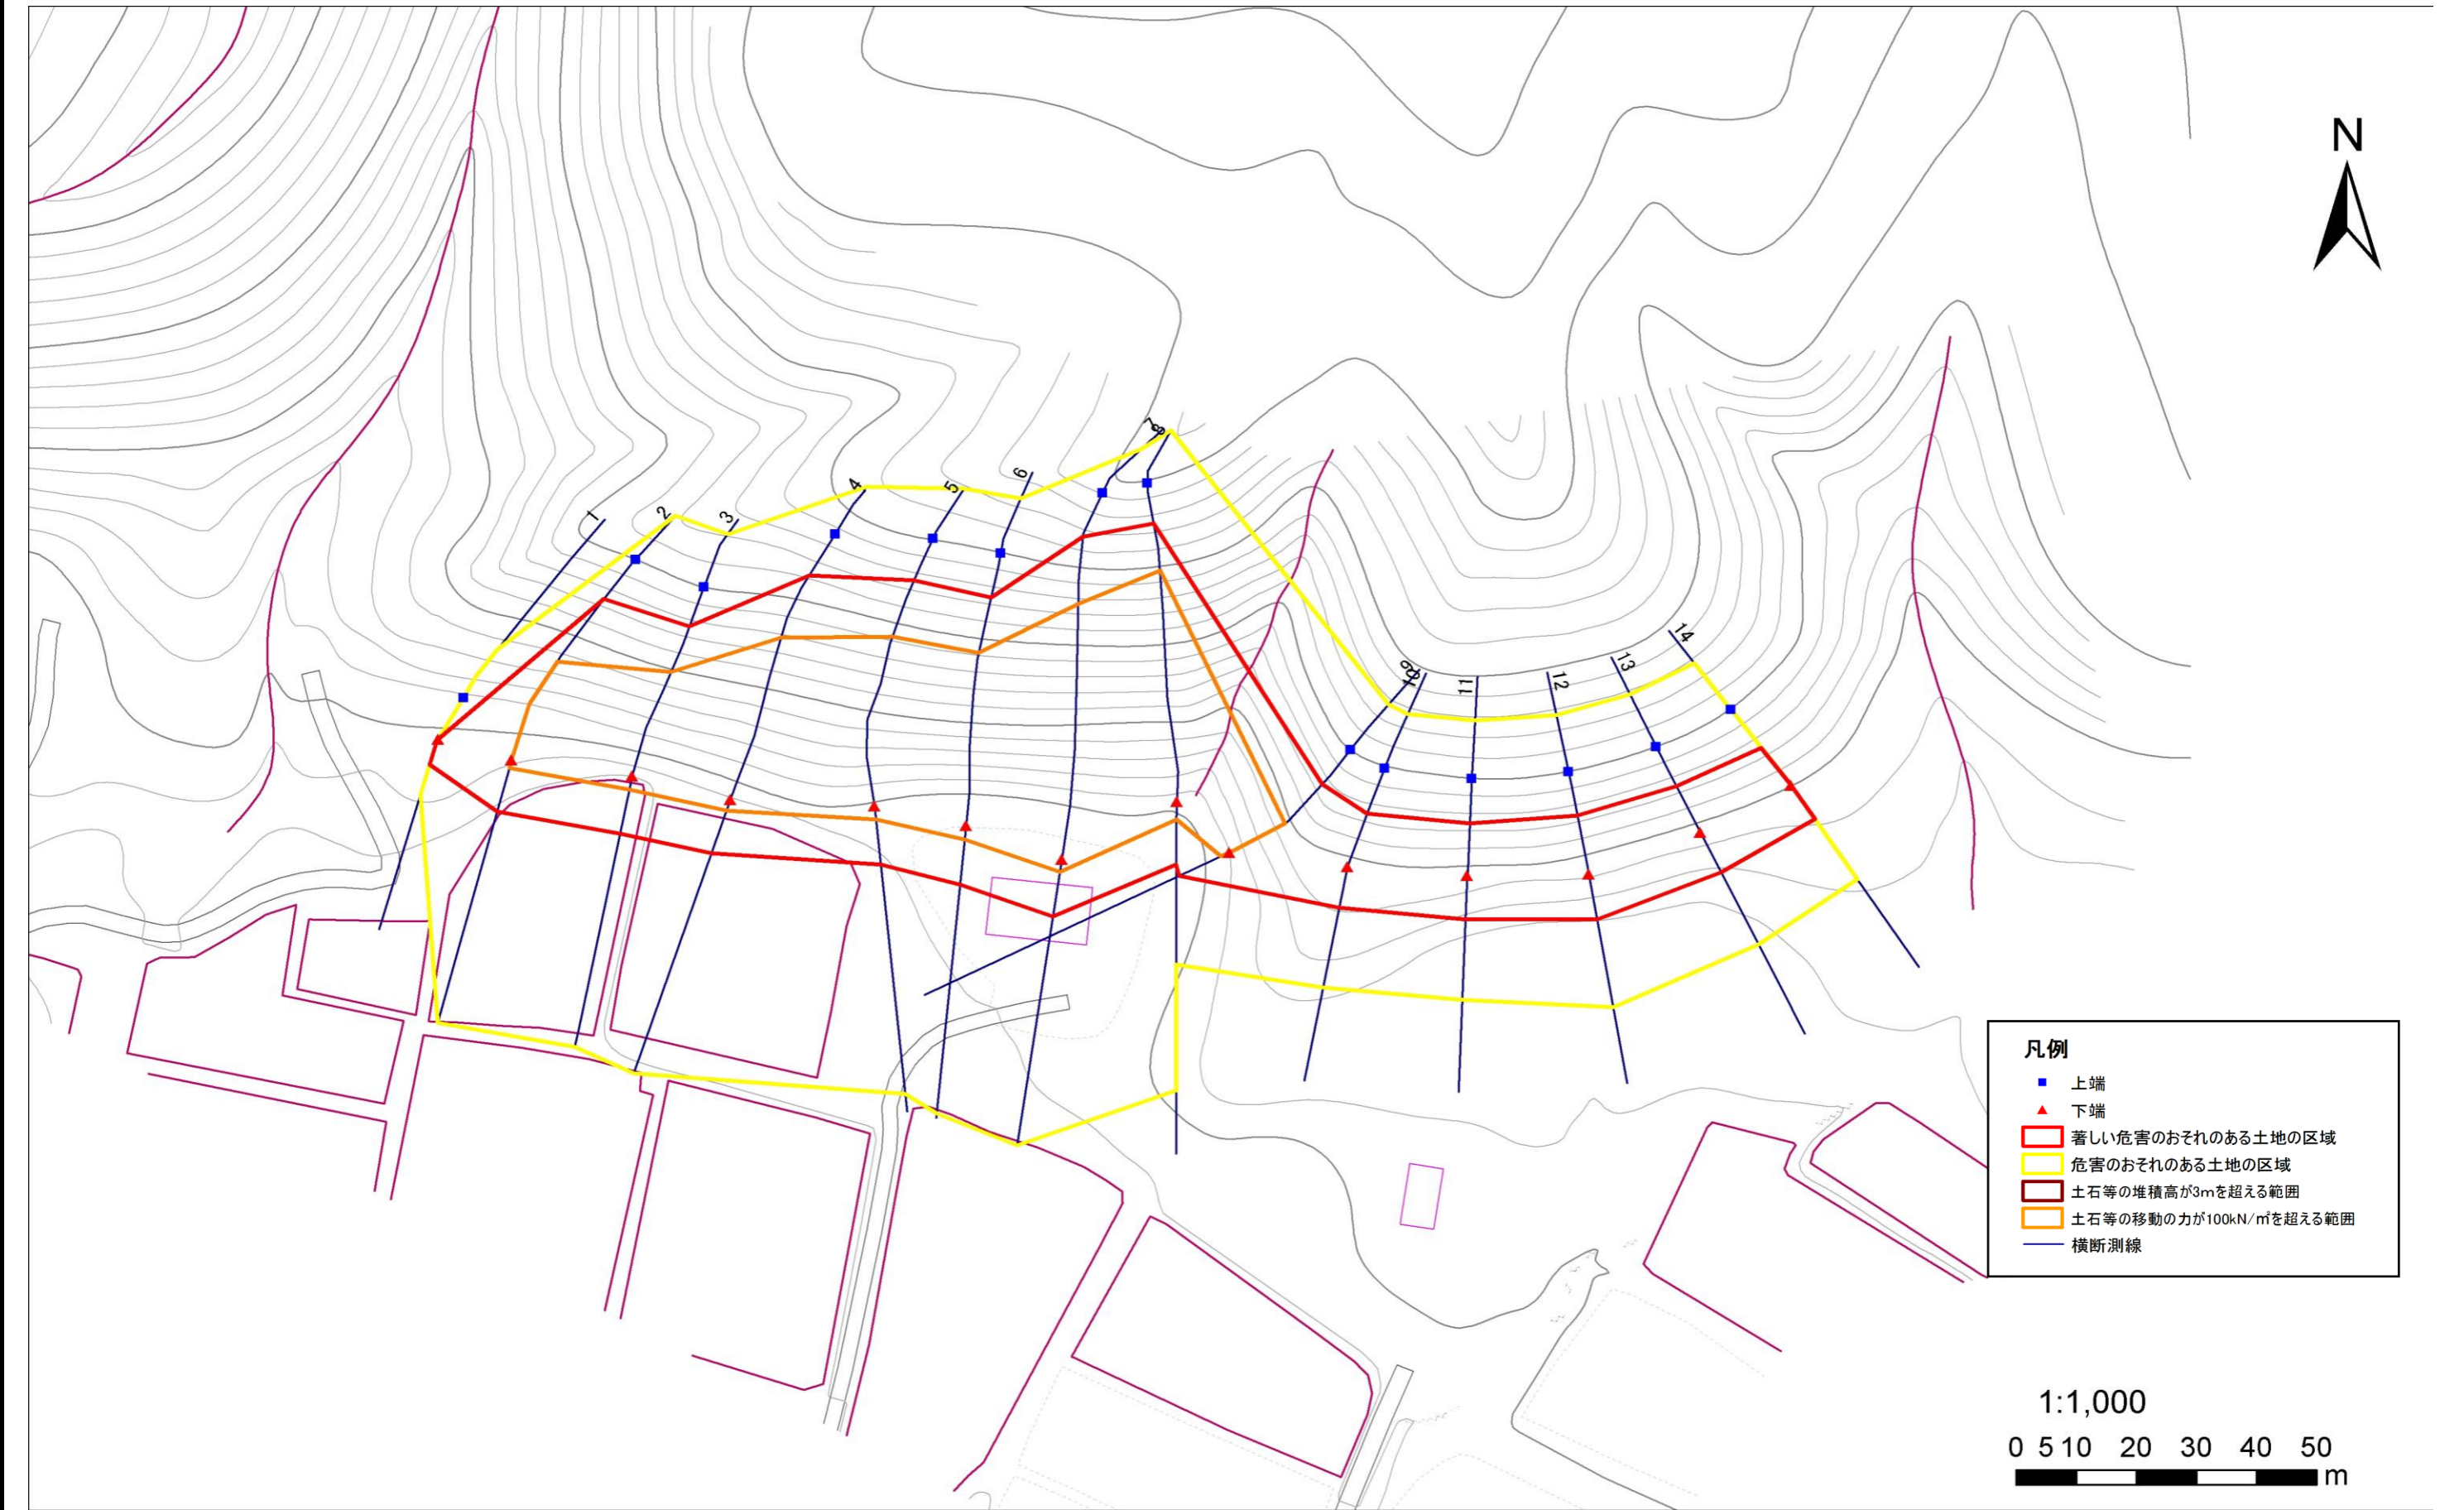 N
7
8
6
4
5
1
2
3
14
13
9
10
11
12
凡例
上端
下端
著しい危害のおそれのある土地の区域
危害のおそれのある土地の区域
土石等の堆積高が3mを超える範囲
土石等の移動の力が100kN/㎡を超える範囲
横断測線
1:1,000
0 5 10 20 30 40 50
m